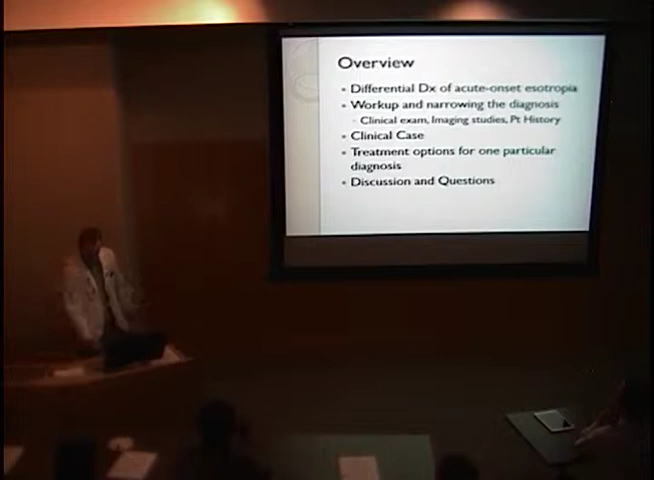 Overview
• Differential Dx of acute-onset esotropia
• Workup and narrowing the diagnosis
◦ Clinical exam, Imaging studies, Pt History
• Clinical Case
• Treatment options for one particular
diagnosis
• Discussion and Questions